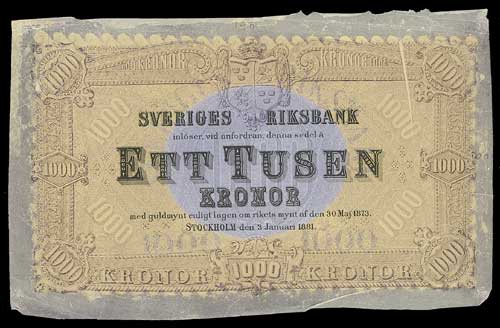 1000 KRONOR KRONOR 1000
SVERIGES RIKSBANK
inlöser, vid anfordran, denna sedel å
1000 1000
ETT TUSEN
1000 1000
KRONOR
med guldmynt enligt lagen om rikets mynt af den 30 Maj 1873.
STOCKHOLM den 3 Januari 1881.
1000 KRONOR 1000 KRONOR 1000